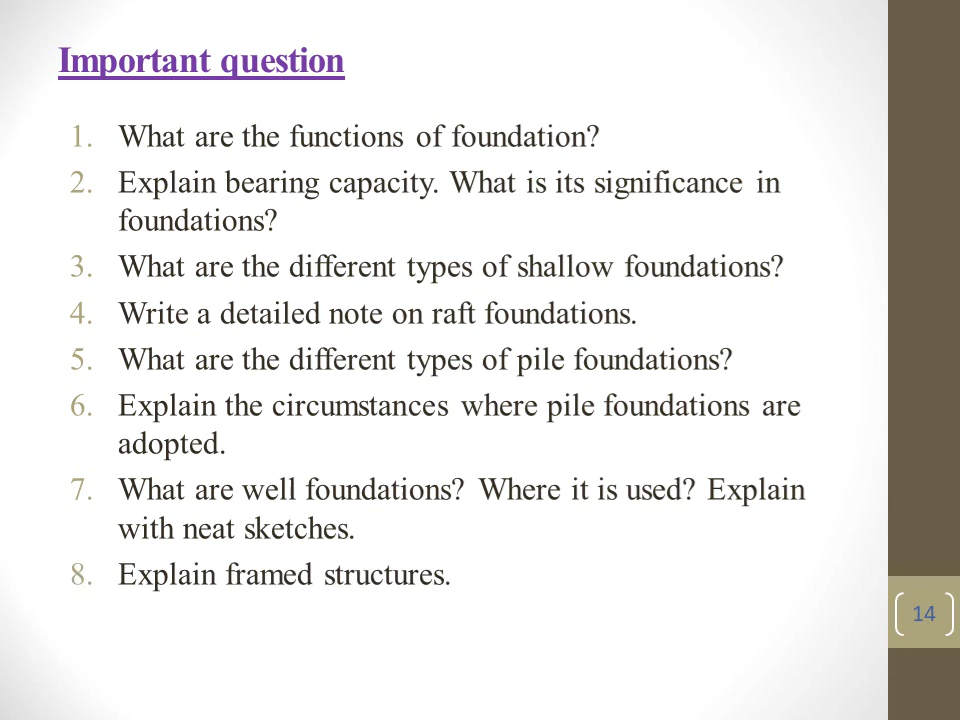 Important question
1. What are the functions of foundation?
2. Explain bearing capacity. What is its significance in
foundations?
3. What are the different types of shallow foundations?
4. Write a detailed note on raft foundations.
5. What are the different types of pile foundations?
6. Explain the circumstances where pile foundations are
adopted.
7. What are well foundations? Where it is used? Explain
with neat sketches.
8. Explain framed structures.
14